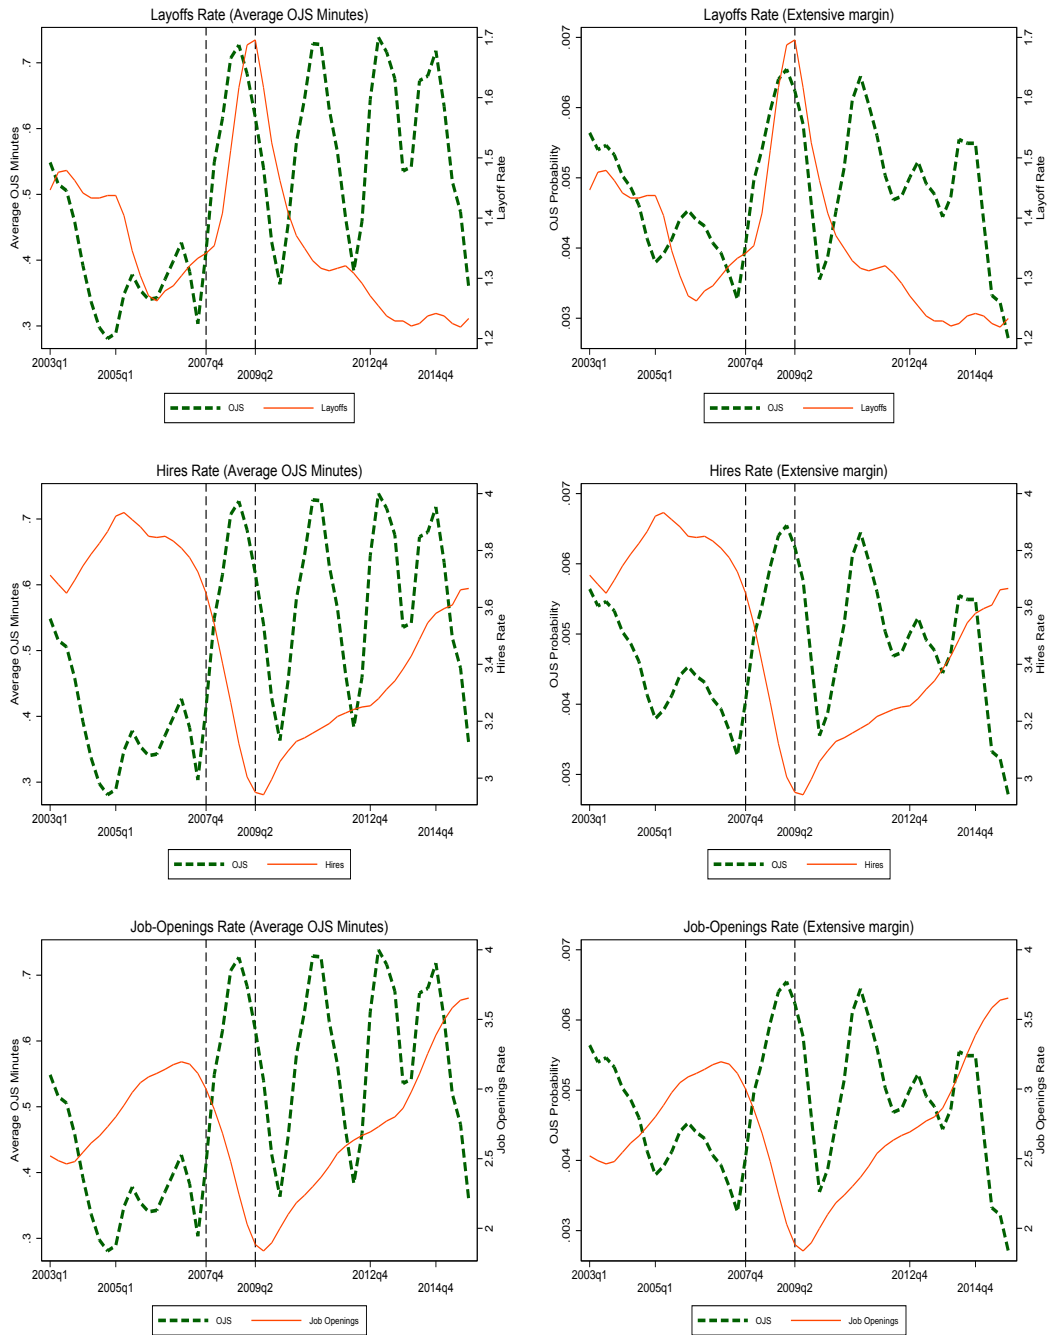 Layoffs Rate (Average OJS Minutes)
Average OJS Minutes
.3 .4 .5 .6 .7
Layoff Rate
1.2 1.3 1.4 1.5 1.6 1.7
2003q1 2005q1 2007q4 2009q2 2012q4 2014q4
OJS Layoffs
Layoffs Rate (Extensive margin)
OJS Probability
.003 .004 .005 .006 .007
Layoff Rate
1.2 1.3 1.4 1.5 1.6 1.7
2003q1 2005q1 2007q4 2009q2 2012q4 2014q4
OJS Layoffs
Hires Rate (Average OJS Minutes)
Average OJS Minutes
.3 .4 .5 .6 .7
Hires Rate
3 3.2 3.4 3.6 3.8 4
2003q1 2005q1 2007q4 2009q2 2012q4 2014q4
OJS Hires
Hires Rate (Extensive margin)
OJS Probability
.003 .004 .005 .006 .007
Hires Rate
3 3.2 3.4 3.6 3.8 4
2003q1 2005q1 2007q4 2009q2 2012q4 2014q4
OJS Hires
Job-Openings Rate (Average OJS Minutes)
Average OJS Minutes
.3 .4 .5 .6 .7
Job Openings Rate
2 2.5 3 3.5 4
2003q1 2005q1 2007q4 2009q2 2012q4 2014q4
OJS Job Openings
Job-Openings Rate (Extensive margin)
OJS Probability
.003 .004 .005 .006 .007
Job Openings Rate
2 2.5 3 3.5 4
2003q1 2005q1 2007q4 2009q2 2012q4 2014q4
OJS Job Openings